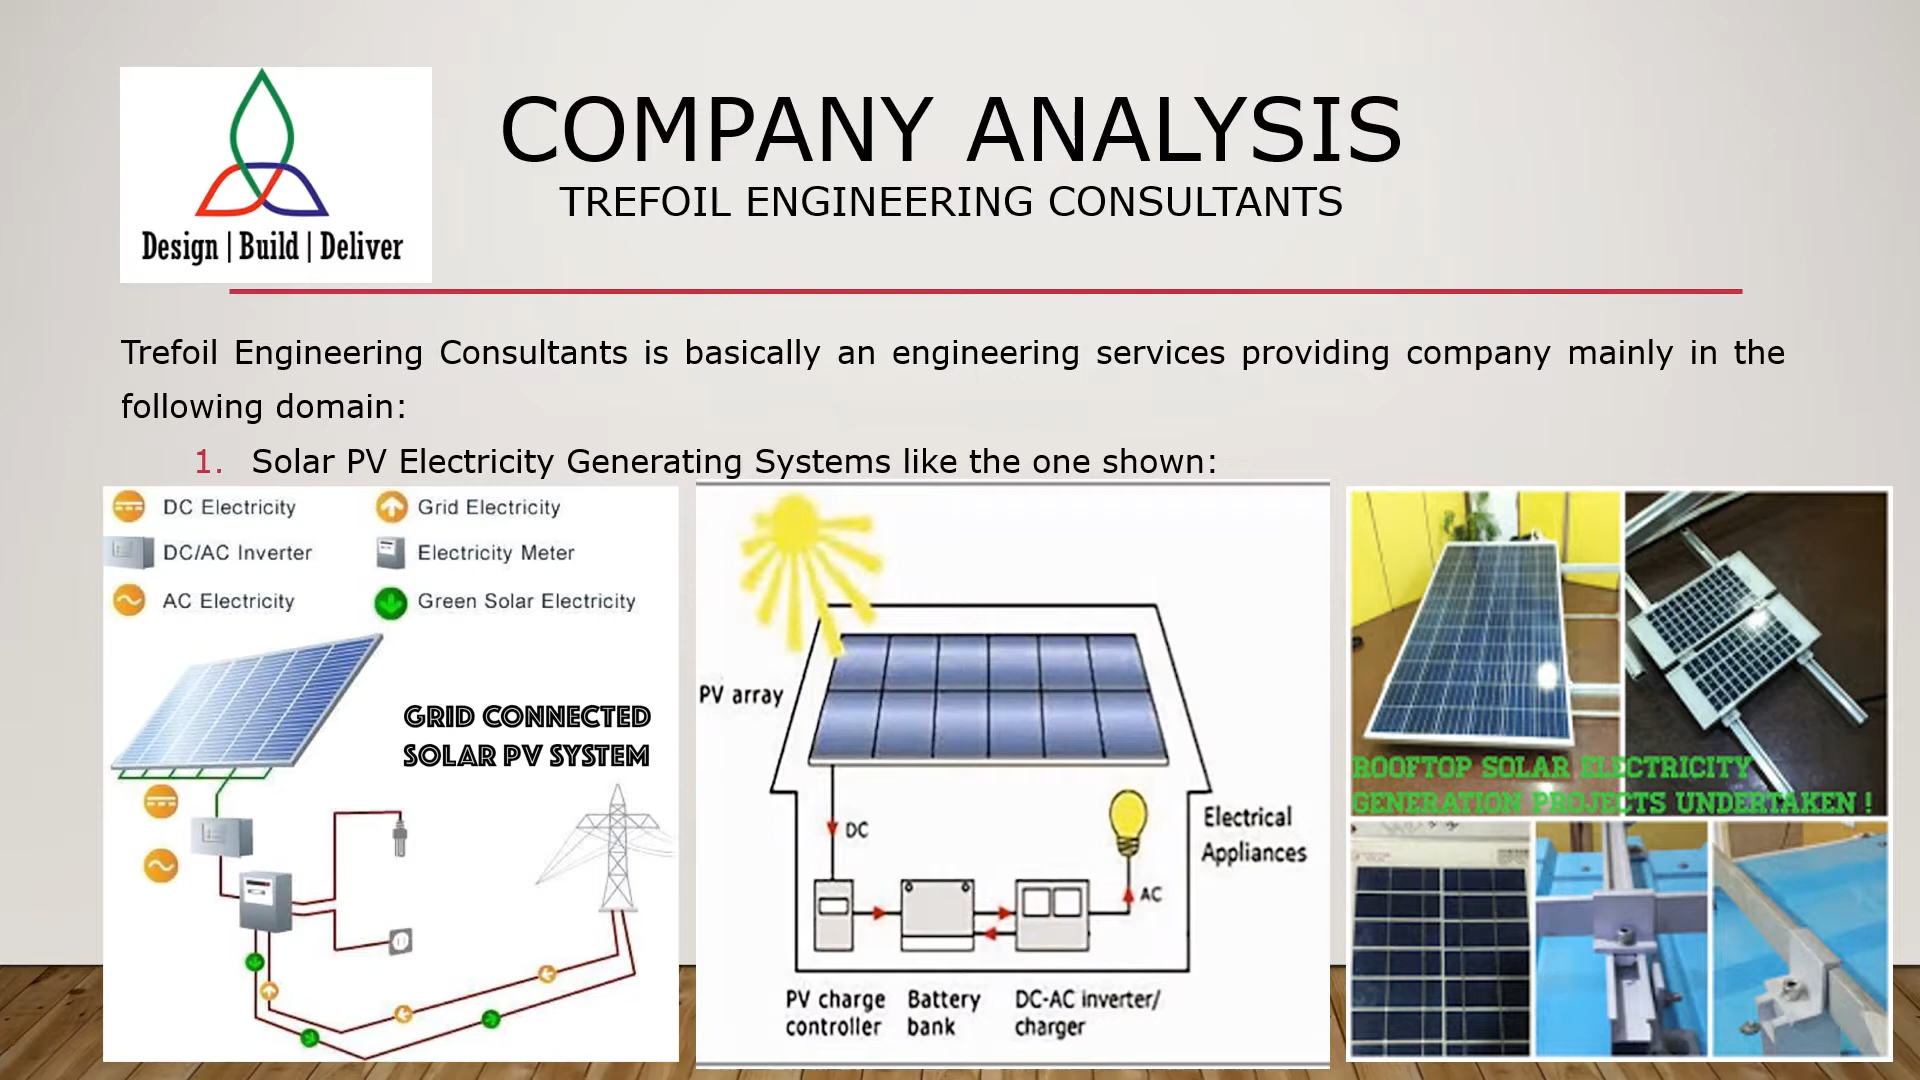 Design | Build | Deliver
COMPANY ANALYSIS
TREFOIL ENGINEERING CONSULTANTS
Trefoil Engineering Consultants is basically an engineering services providing company mainly in the
following domain:
1. Solar PV Electricity Generating Systems like the one shown:
DC Electricity
Grid Electricity
DC/AC Inverter
Electricity Meter
AC Electricity
Green Solar Electricity
GRID CONNECTED
SOLAR PV SYSTEM
PV array
DC
AC
Electrical
Appliances
PV charge
controller
Battery
bank
DC-AC inverter/
charger
ROOFTOP SOLAR ELECTRICITY
GENERATION PROJECTS UNDERTAKEN !